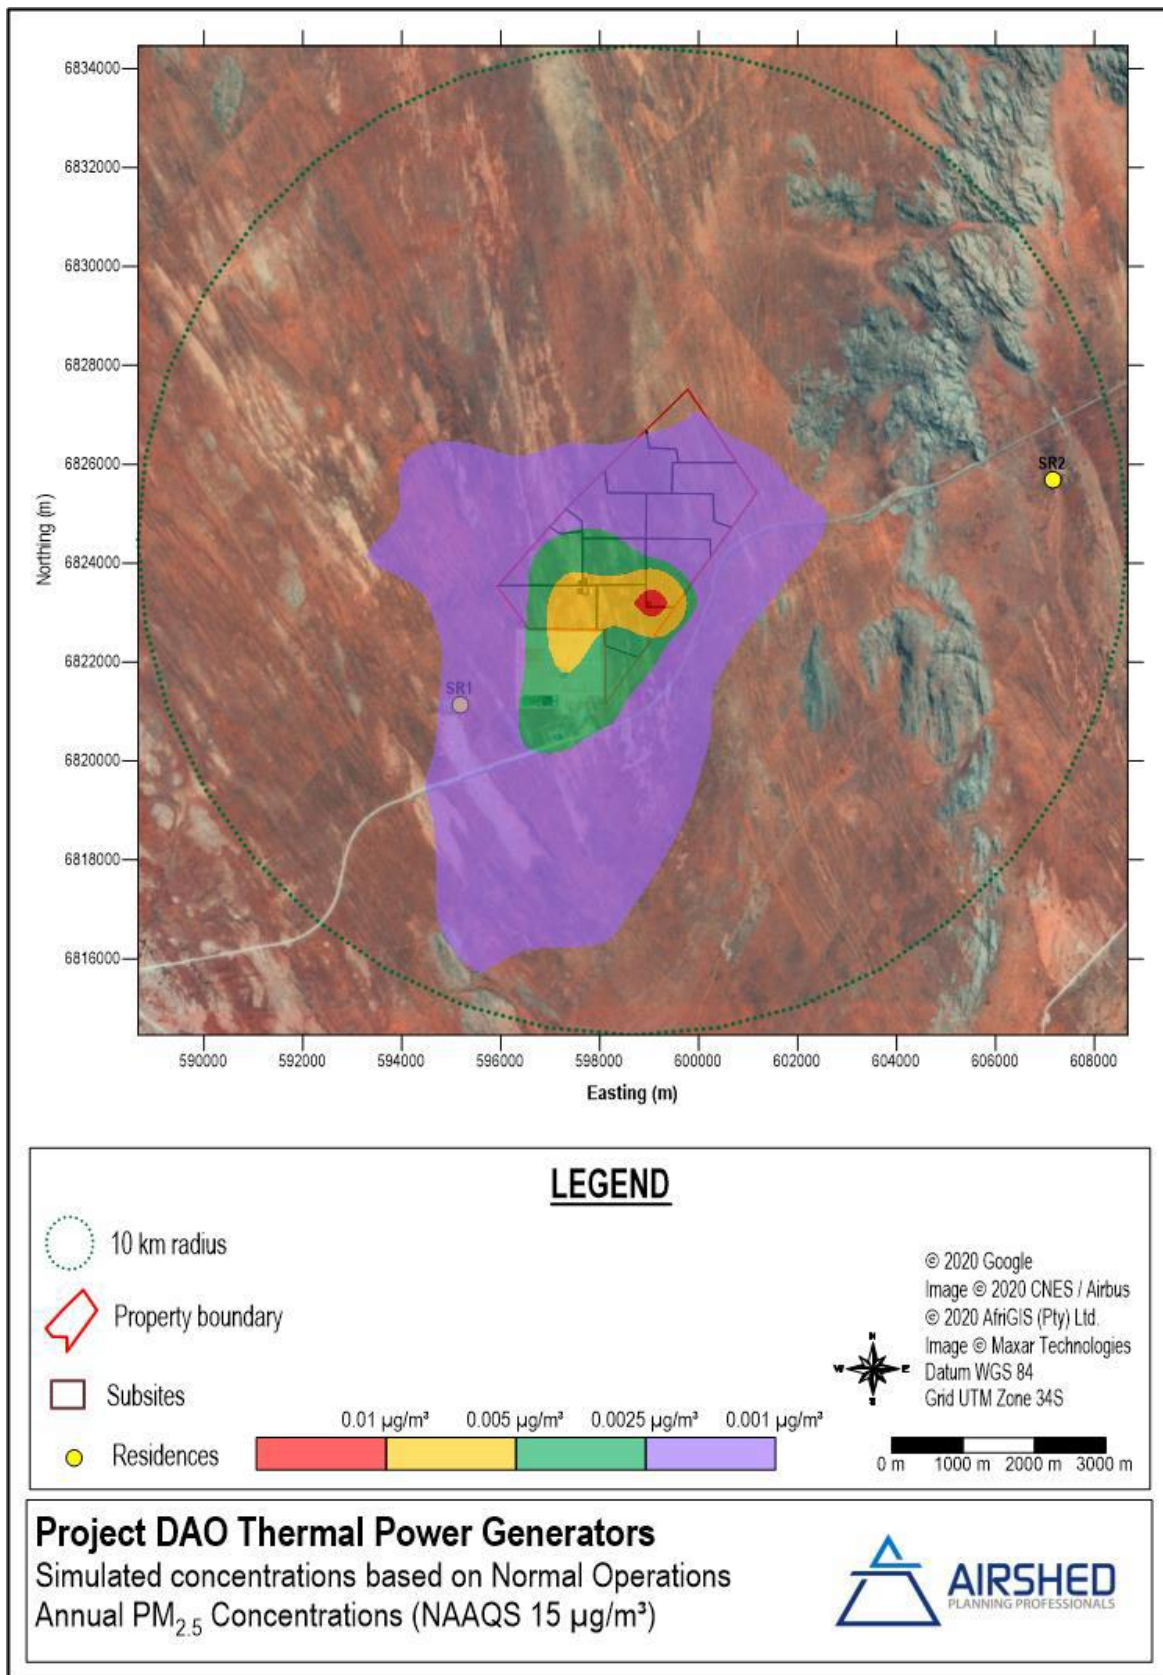 6834000
6832000
6830000
6828000
6826000
6824000
6822000
6820000
6818000
6816000
Northing (m)
SR2
SR1
590000 592000 594000 596000 598000 600000 602000 604000 606000 608000
Easting (m)
LEGEND
10 km radius
Property boundary
Subsites
Residences
0.01 µg/m³ 0.005 µg/m³ 0.0025 µg/m³ 0.001 µg/m³
© 2020 Google
Image © 2020 CNES / Airbus
© 2020 AfriGIS (Pty) Ltd.
Image © Maxar Technologies
Datum WGS 84
Grid UTM Zone 34S
N
W E
S
0 m 1000 m 2000 m 3000 m
Project DAO Thermal Power Generators
Simulated concentrations based on Normal Operations
Annual PM2.5 Concentrations (NAAQS 15 µg/m³)
AIRSHED
PLANNING PROFESSIONALS